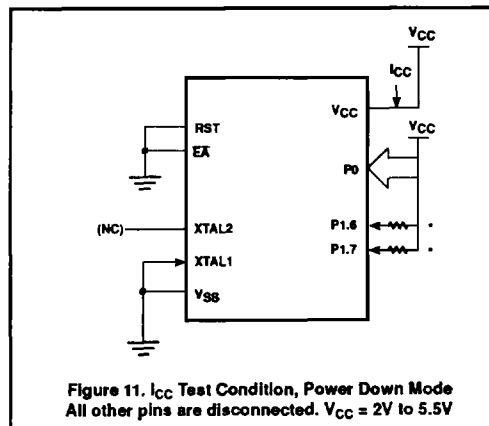 VCC
ICC
VCC
VCC
RST
EA
P0
(NC)
XTAL2
P1.6
*
XTAL1
P1.7
*
VSS
Figure 11. ICC Test Condition, Power Down Mode
All other pins are disconnected. VCC = 2V to 5.5V